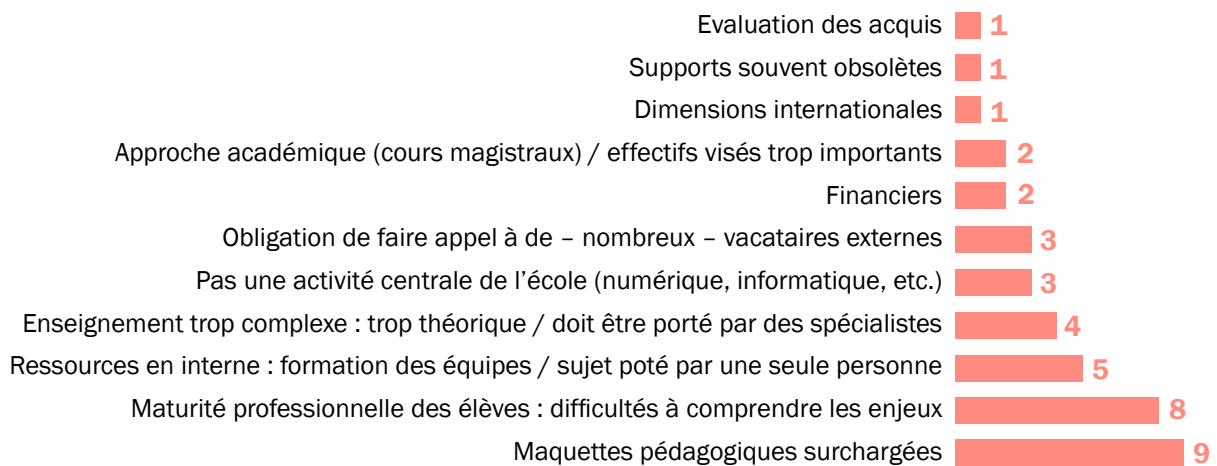 Evaluation des acquis 1
Supports souvent obsolètes 1
Dimensions internationales 1
Approche académique (cours magistraux) / effectifs visés trop importants 2
Financiers 2
Obligation de faire appel à de – nombreux – vacataires externes 3
Pas une activité centrale de l’école (numérique, informatique, etc.) 3
Enseignement trop complexe : trop théorique / doit être porté par des spécialistes 4
Ressources en interne : formation des équipes / sujet poté par une seule personne 5
Maturité professionnelle des élèves : difficultés à comprendre les enjeux 8
Maquettes pédagogiques surchargées 9